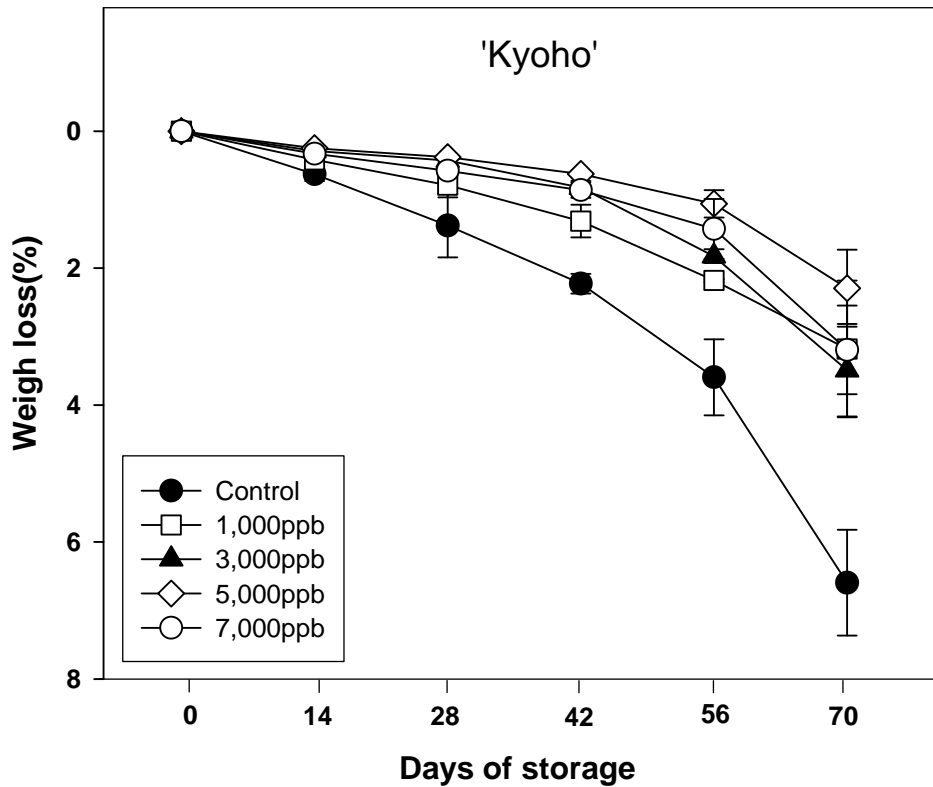 'Kyoho'
0
2
4
6
8
Weigh loss(%)
Control
1,000ppb
3,000ppb
5,000ppb
7,000ppb
0 14 28 42 56 70
Days of storage